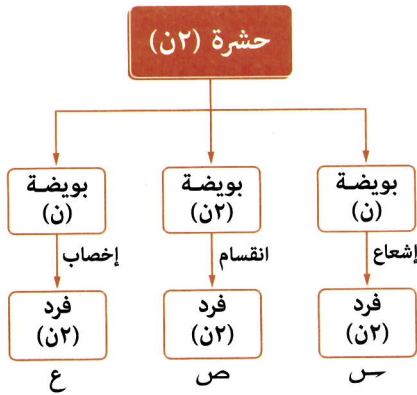 حشرة (٢ن)
بويضة
(ن)
بويضة
(٢ن)
بويضة
(ن)
إشعاع
انقسام
إخصاب
فرد
(٢ن)
فرد
(٢ن)
فرد
(٢ن)
س
ص
ع